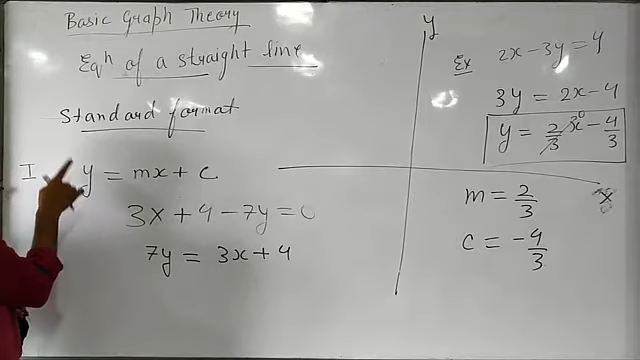 Basic Graph Theory
Eqⁿ of a straight line
Standard format
I y = mx + c
3x + 4 - 7y = 0
7y = 3x + 4
y
x
Ex 2x - 3y = 4
3y = 2x - 4
y = 2/3 x - 4/3
m = 2/3
c = -4/3